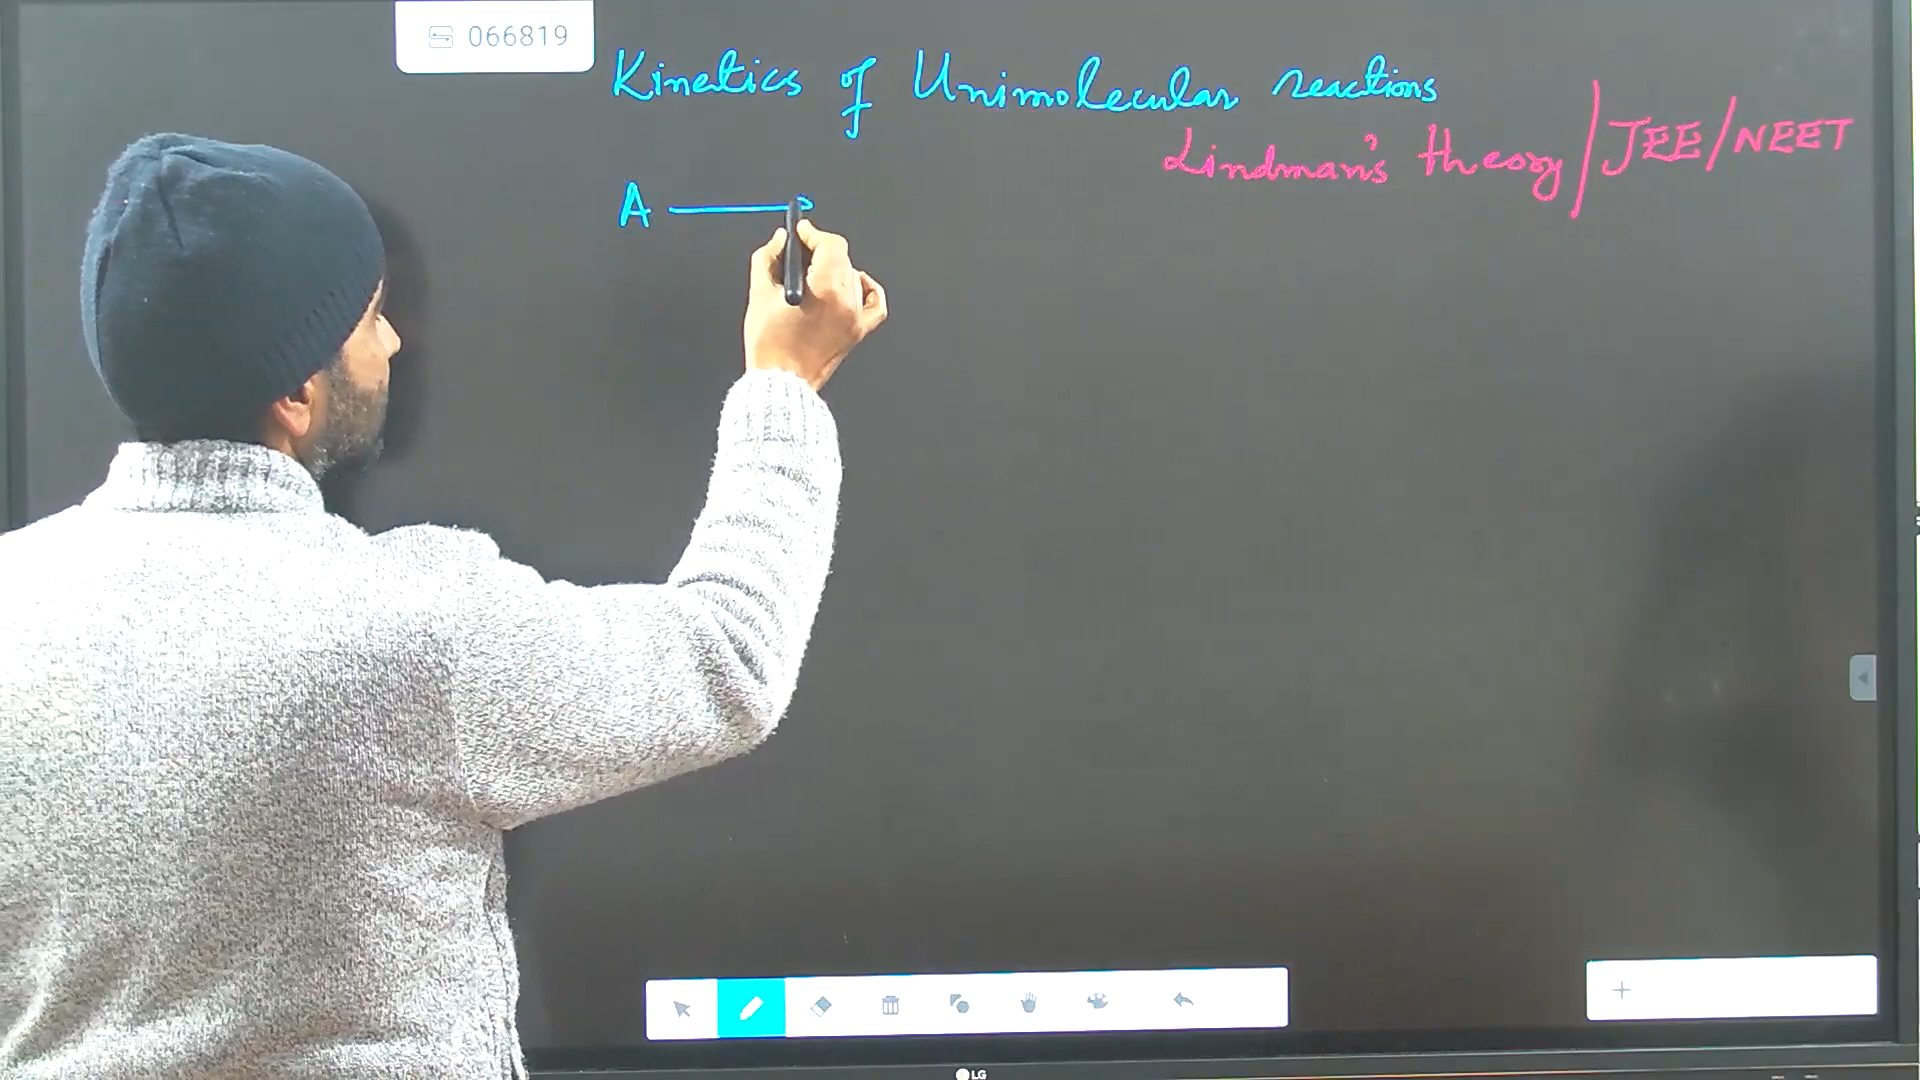 066819
Kinetics of Unimolecular reactions
Lindman's theory / JEE / NEET
A
LG